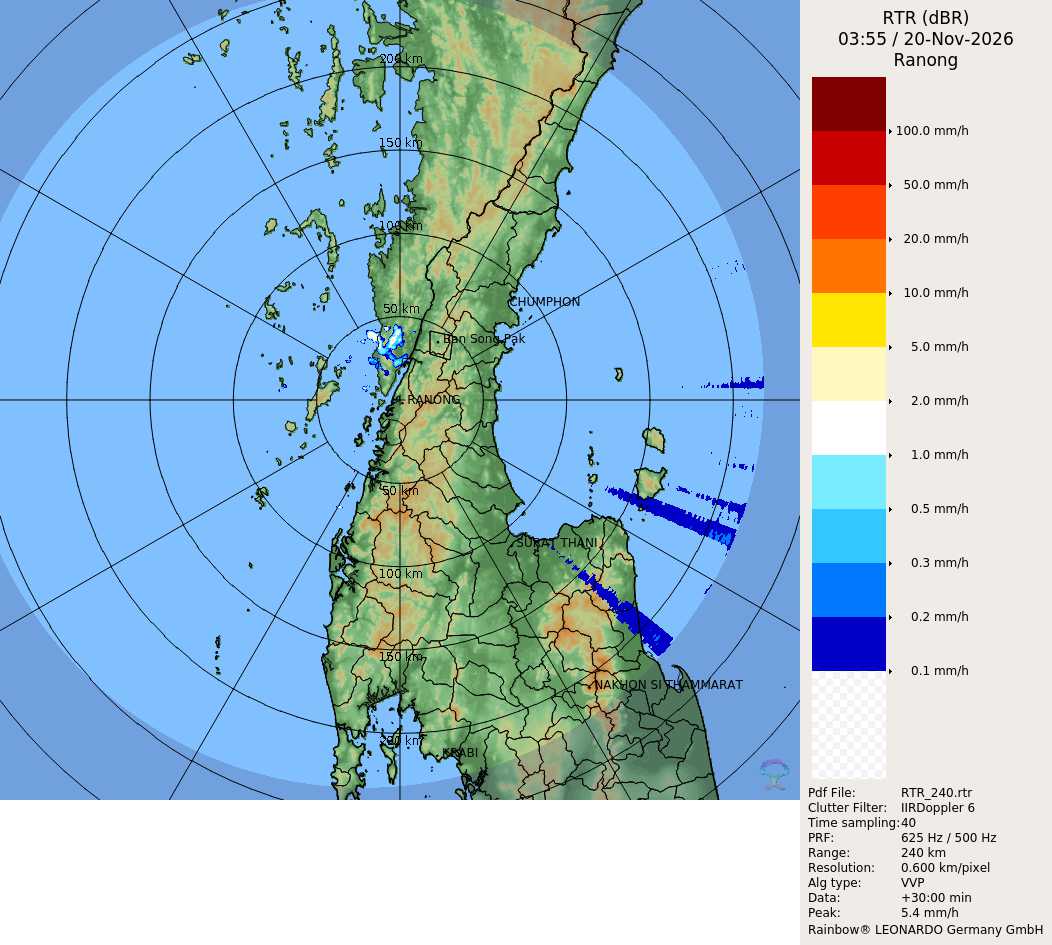 RTR (dBR)
03:55 / 20-Nov-2026
Ranong
100.0 mm/h
50.0 mm/h
20.0 mm/h
10.0 mm/h
5.0 mm/h
2.0 mm/h
1.0 mm/h
0.5 mm/h
0.3 mm/h
0.2 mm/h
0.1 mm/h
Pdf File: RTR_240.rtr
Clutter Filter: IIRDoppler 6
Time sampling:40
PRF: 625 Hz / 500 Hz
Range: 240 km
Resolution: 0.600 km/pixel
Alg type: VVP
Data: +30:00 min
Peak: 5.4 mm/h
Rainbow® LEONARDO Germany GmbH
200 km
150 km
100 km
CHUMPHON
50 km
Ban Song Pak
RANONG
50 km
SURAT THANI
100 km
150 km
NAKHON SI THAMMARAT
200 km
KRABI